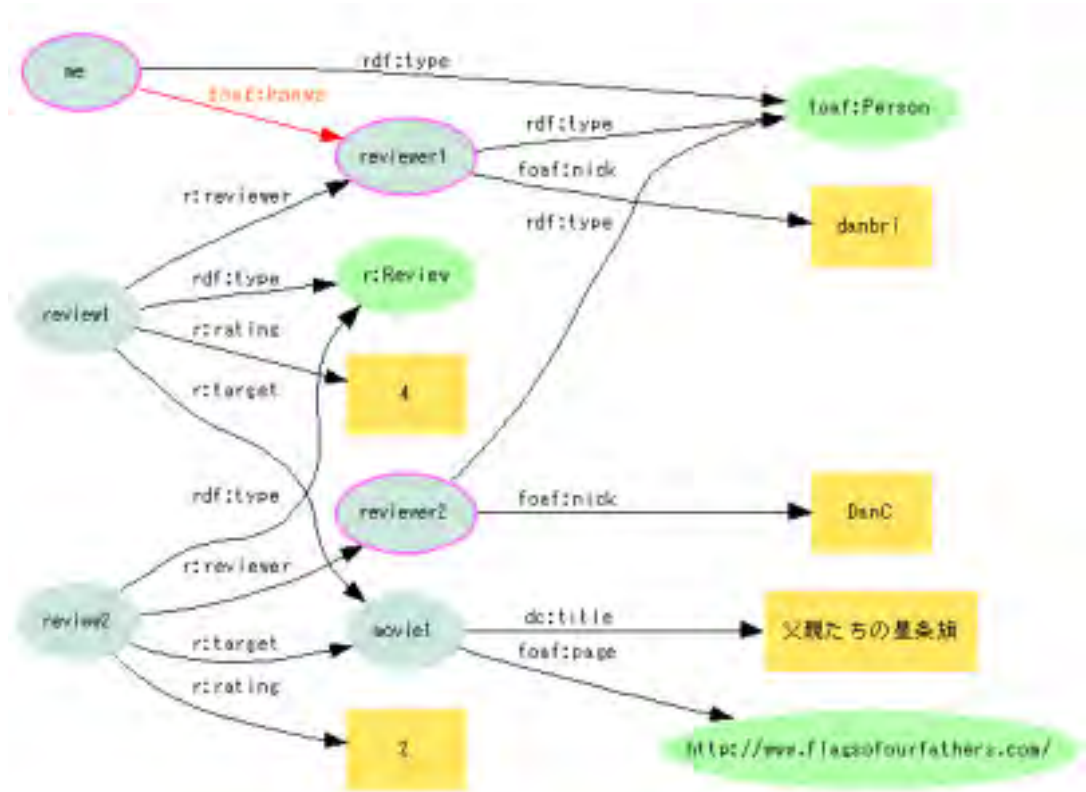 me
rdf:type
foaf:Person
foaf:knows
rdf:type
reviewer1
foaf:nick
r:reviewer
rdf:type
danbri
rdf:type
r:Review
review1
r:rating
r:target
4
rdf:type
reviewer2
foaf:nick
DanC
r:reviewer
review2
movie1
dc:title
父親たちの星条旗
r:target
foaf:page
r:rating
2
http://www.flagsofourfathers.com/